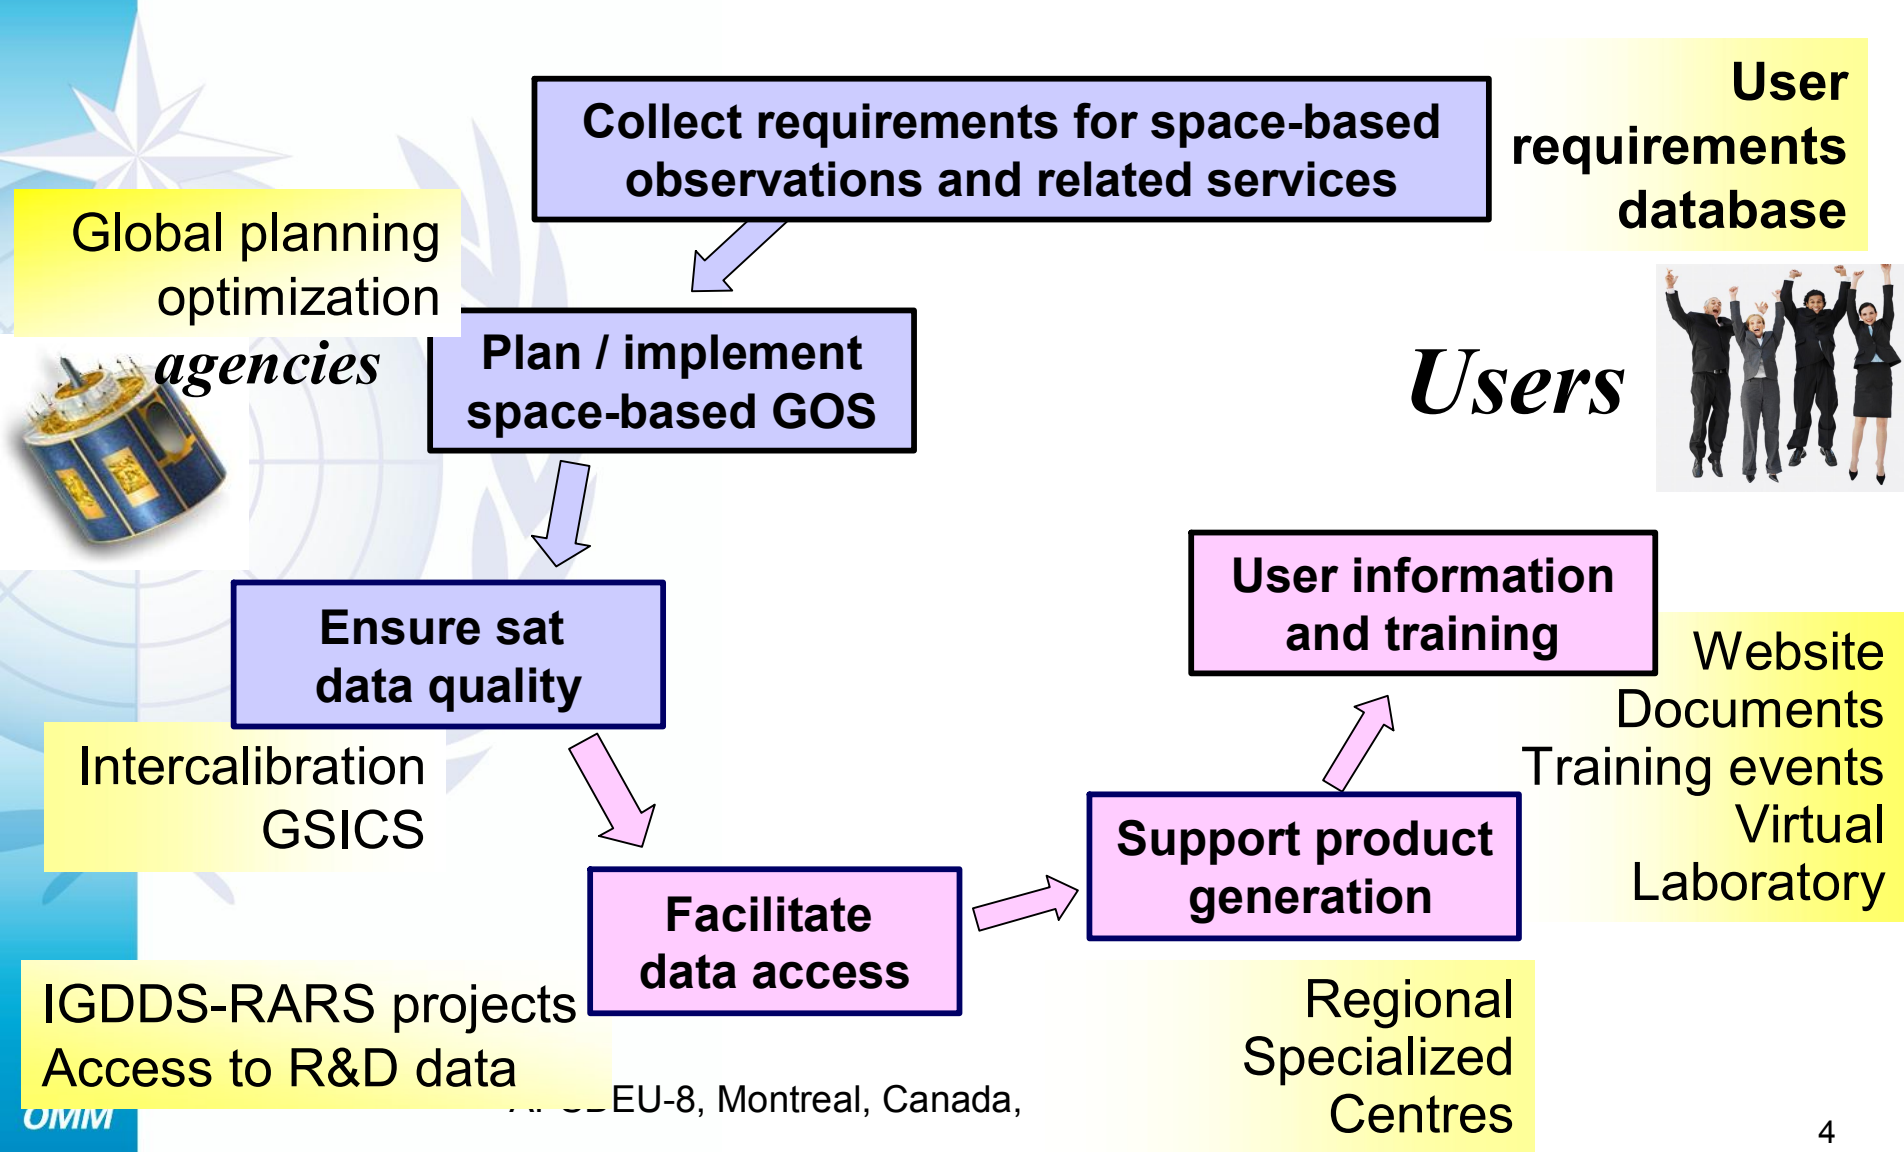 Collect requirements for space-based
observations and related services
User
requirements
database
Global planning
optimization
agencies
Plan / implement
space-based GOS
Users
Ensure sat
data quality
User information
and training
Website
Documents
Training events
Virtual
Laboratory
Intercalibration
GSICS
Support product
generation
Facilitate
data access
IGDDS-RARS projects
Access to R&D data
Regional
Specialized
Centres
EU-8, Montreal, Canada,
OMM
4